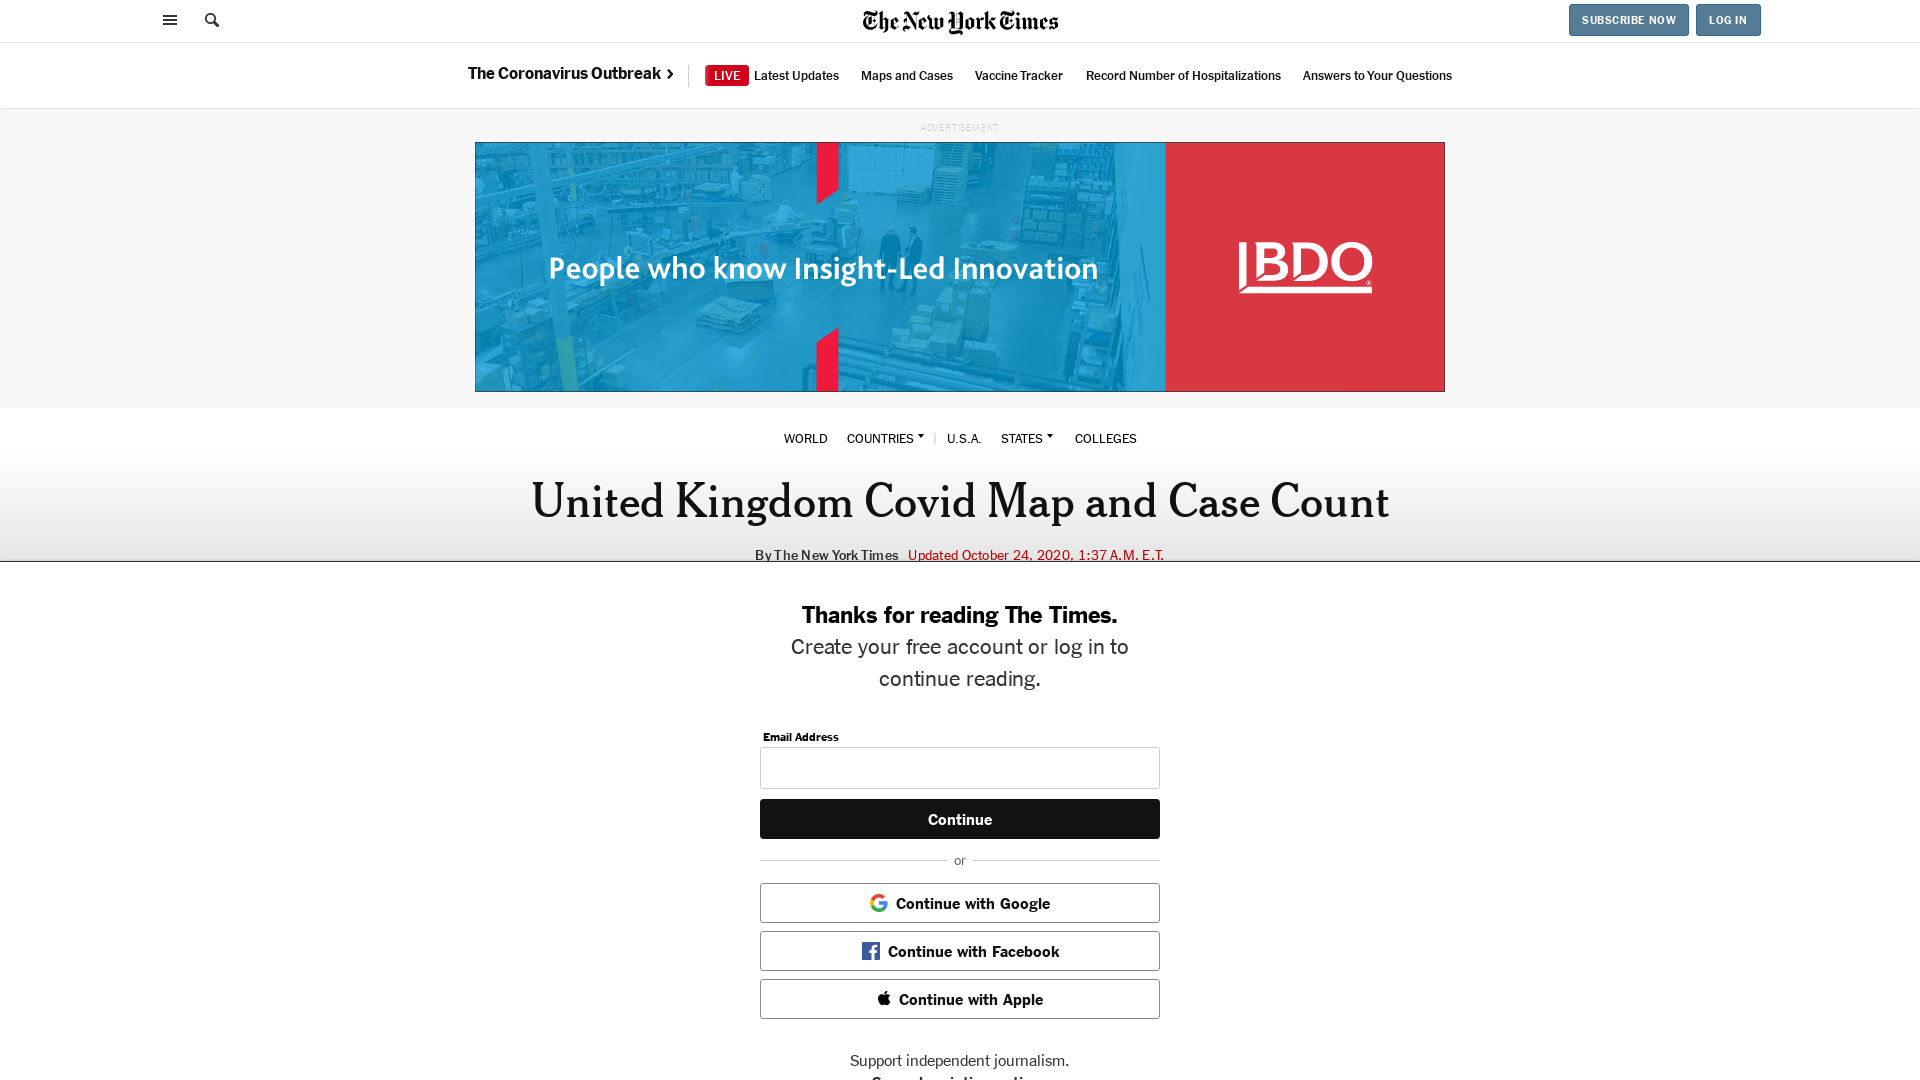 The New York Times
SUBSCRIBE NOW
LOG IN
The Coronavirus Outbreak
LIVE Latest Updates
Maps and Cases
Vaccine Tracker
Record Number of Hospitalizations
Answers to Your Questions
ADVERTISEMENT
People who know Insight-Led Innovation
BDO
®
WORLD
COUNTRIES
U.S.A.
STATES
COLLEGES
United Kingdom Covid Map and Case Count
By The New York Times Updated October 24, 2020, 1:37 A.M. E.T.
Thanks for reading The Times.
Create your free account or log in to
continue reading.
Email Address
Continue
or
Continue with Google
Continue with Facebook
Continue with Apple
Support independent journalism.